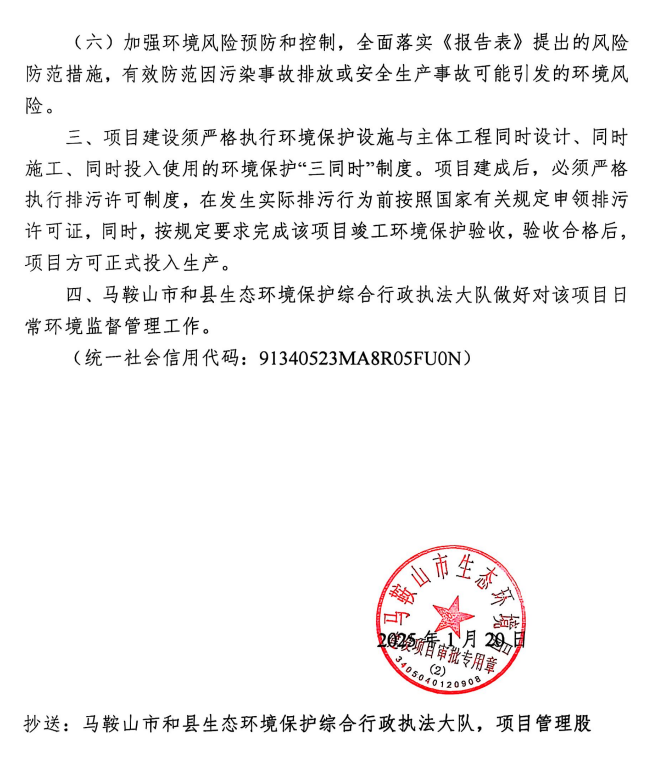 （六）加强环境风险预防和控制，全面落实《报告表》提出的风险
防范措施，有效防范因污染事故排放或安全生产事故可能引发的环境风
险。
三、项目建设须严格执行环境保护设施与主体工程同时设计、同时
施工、同时投入使用的环境保护“三同时”制度。项目建成后，必须严格
执行排污许可制度，在发生实际排污行为前按照国家有关规定申领排污
许可证，同时，按规定要求完成该项目竣工环境保护验收，验收合格后，
项目方可正式投入生产。
四、马鞍山市和县生态环境保护综合行政执法大队做好对该项目日
常环境监督管理工作。
（统一社会信用代码：91340523MA8R05FU0N）
马鞍山市生态环境局
2025 年 1 月 20 日
建设项目审批专用章
(2)
3405040120908
抄送：马鞍山市和县生态环境保护综合行政执法大队，项目管理股